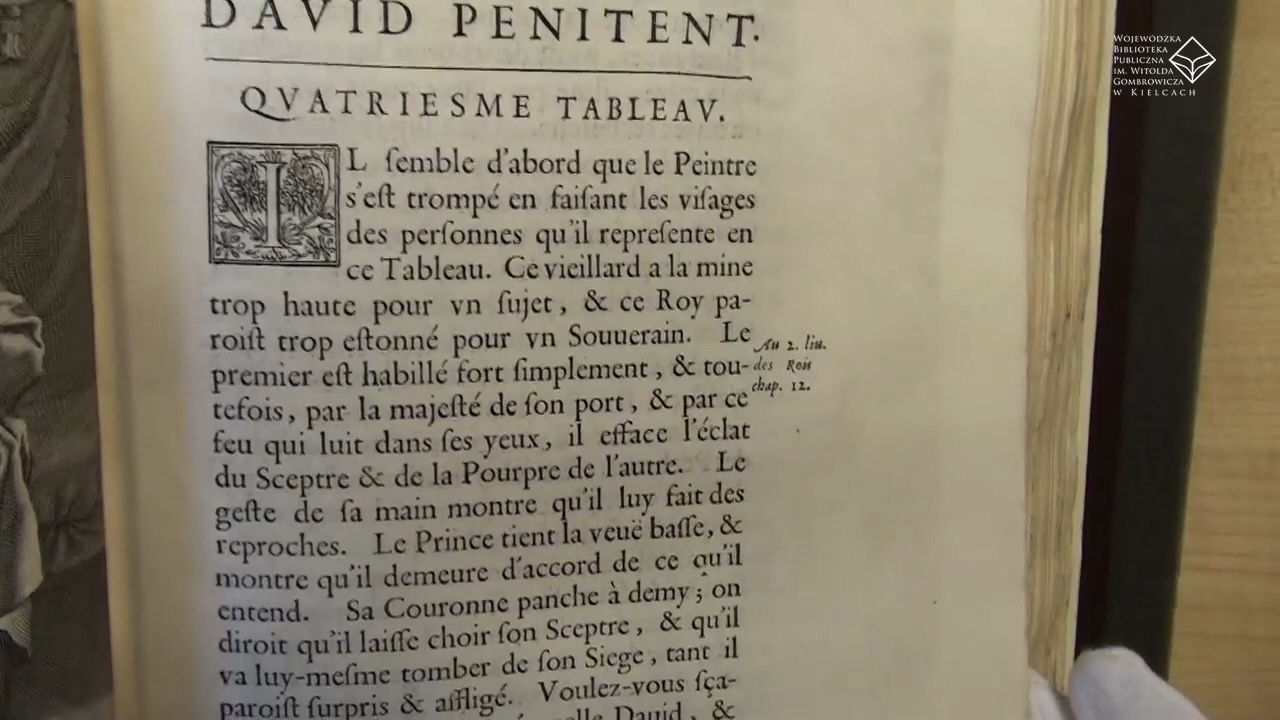 DAVID PENITENT.
QVATRIESME TABLEAV.
IL ſemble d'abord que le Peintre
s'eſt trompé en faiſant les viſages
des perſonnes qu'il repreſente en
ce Tableau. Ce vieillard a la mine
trop haute pour vn ſujet, & ce Roy pa-
roiſt trop eſtonné pour vn Souuerain. Le
premier eſt habillé fort ſimplement, & tou-
tefois, par la majeſté de ſon port, & par ce
feu qui luit dans ſes yeux, il efface l'éclat
du Sceptre & de la Pourpre de l'autre. Le
geſte de ſa main montre qu'il luy fait des
reproches. Le Prince tient la veuë baſſe, &
montre qu'il demeure d'accord de ce qu'il
entend. Sa Couronne panche à demy ; on
diroit qu'il laiſſe choir ſon Sceptre, & qu'il
va luy-meſme tomber de ſon Siege, tant il
paroiſt ſurpris & affligé. Voulez-vous ſça-
Dauid, &
Au 2. liu.
des Rois
chap. 12.
WOJEWÓDZKA
BIBLIOTEKA
PUBLICZNA
IM. WITOLDA
GOMBROWICZA
W KIELCACH